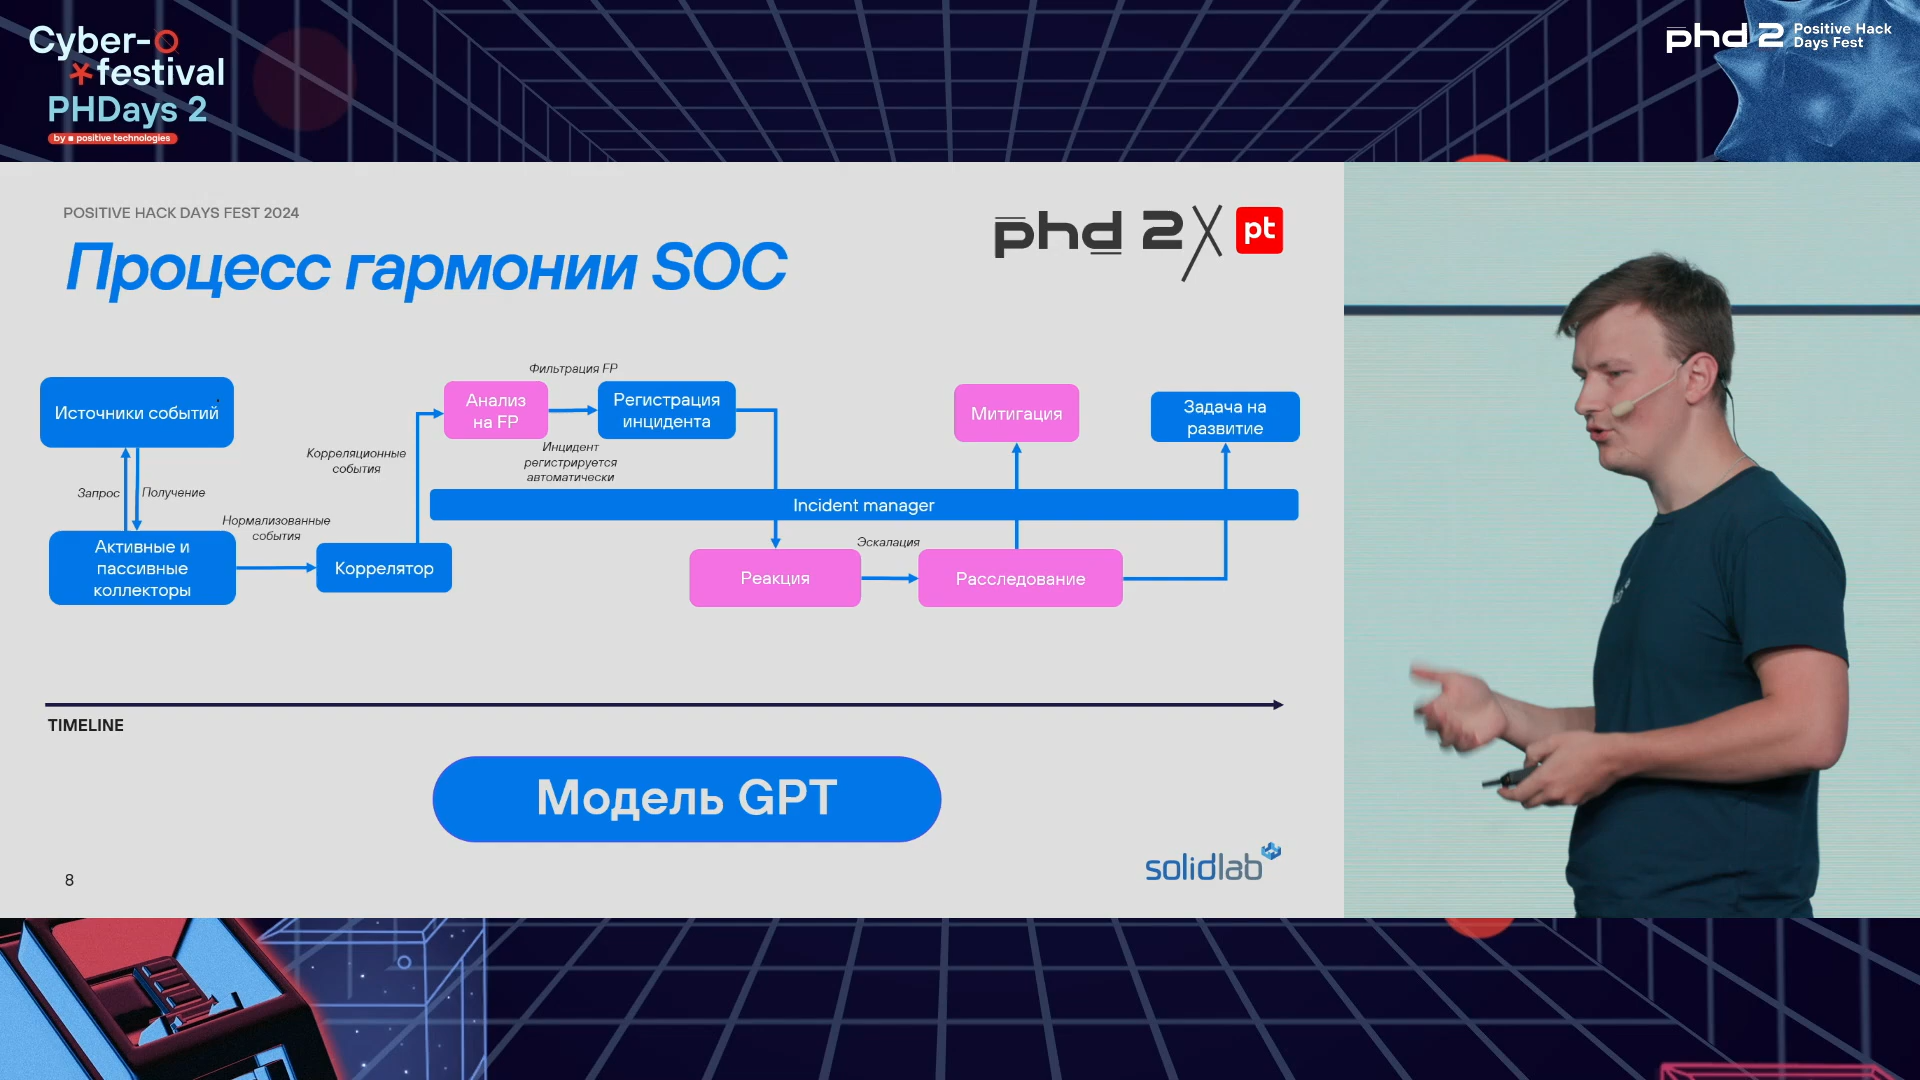 Cyber-
festival
PHDays 2
by positive technologies
phd 2 Positive Hack
Days Fest
POSITIVE HACK DAYS FEST 2024
Процесс гармонии SOC
phd 2 pt
Источники событий
Запрос
Получение
Активные и
пассивные
коллекторы
Нормализованные
события
Коррелятор
Корреляционные
события
Анализ
на FP
Фильтрация FP
Инцидент
регистрируется
автоматически
Регистрация
инцидента
Incident manager
Реакция
Эскалация
Расследование
Митигация
Задача на
развитие
TIMELINE
Модель GPT
solidlab
8